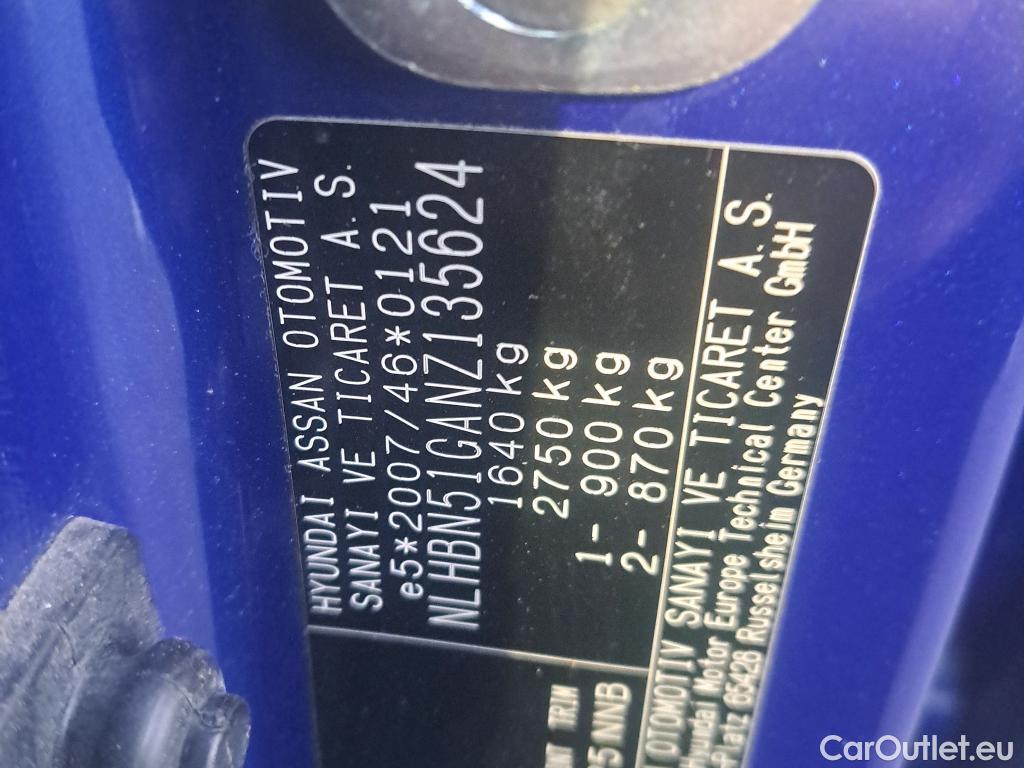 HYUNDAI ASSAN OTOMOTIV
SANAYI VE TICARET A.S.
e5*2007/46*0121
NLHBN51GANZ135624
1640 kg
2750 kg
1- 900 kg
2- 870 kg
TRIM
5NNB
OTOMOTIV SANAYI VE TICARET A.S.
Hyundai Motor Europe Technical Center GmbH
-Platz 65428 Russelsheim Germany
CarOutlet.eu